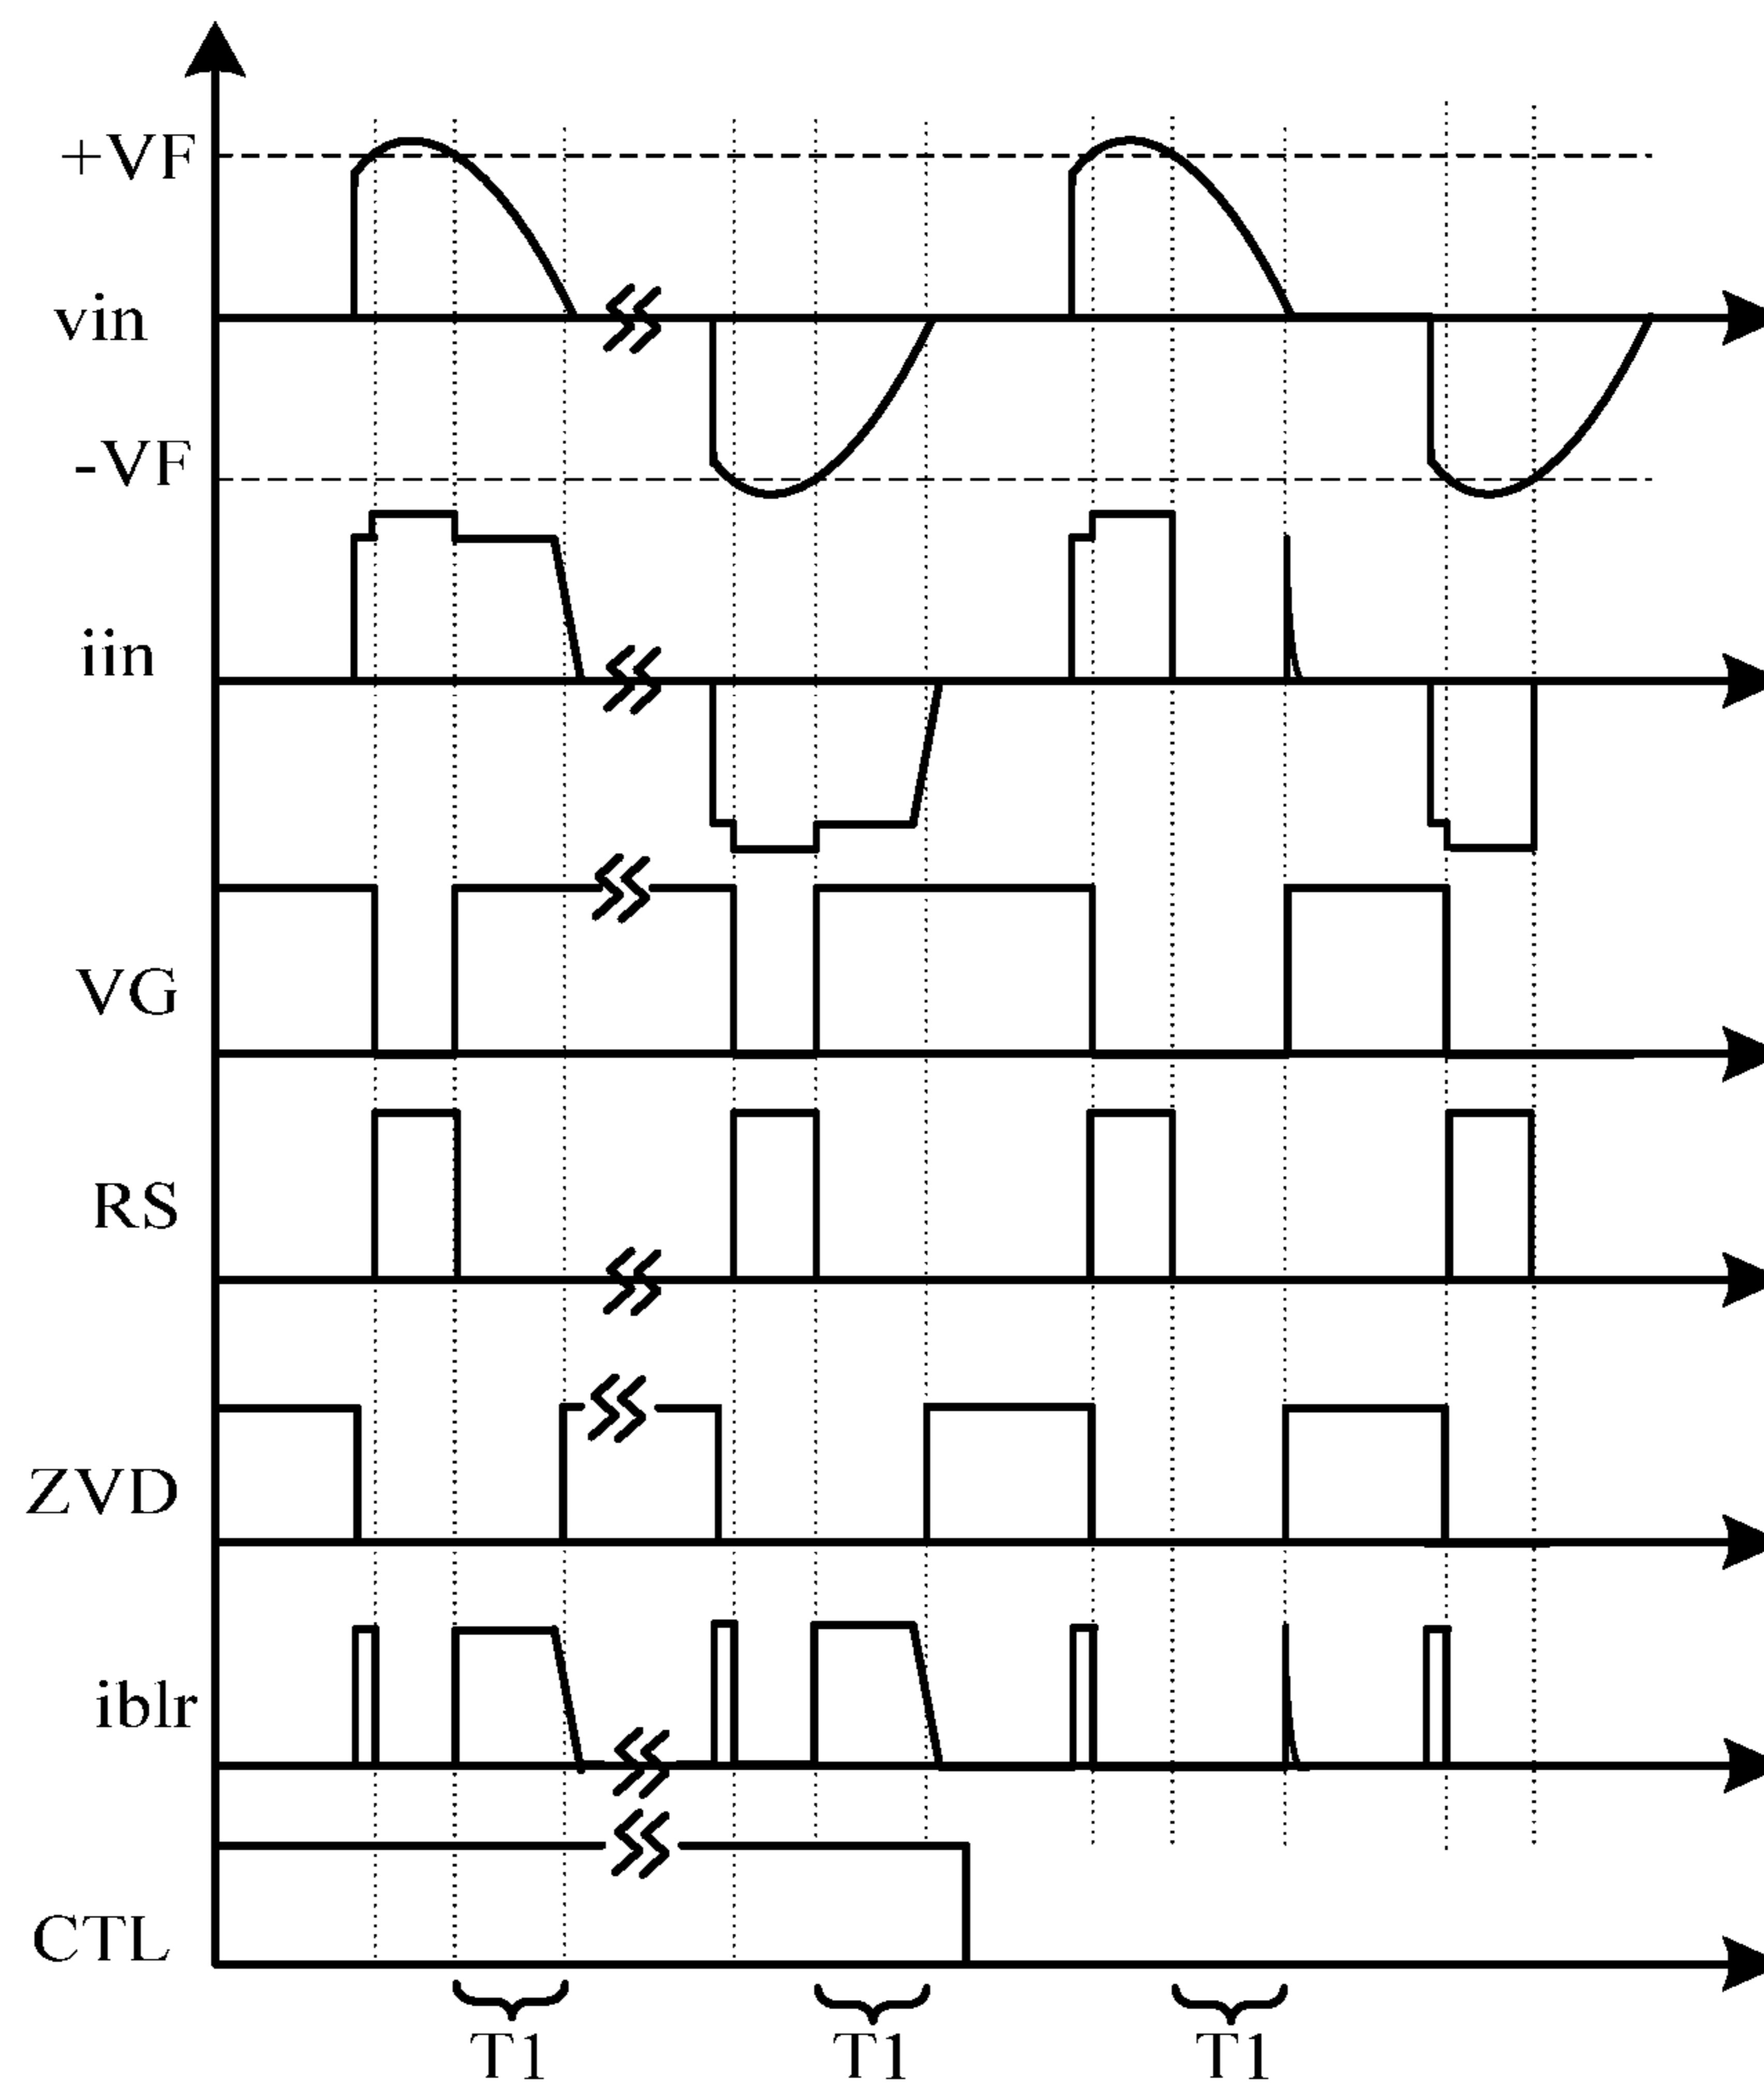 +VF
vin
-VF
iin
VG
RS
ZVD
iblr
CTL
T1 T1 T1